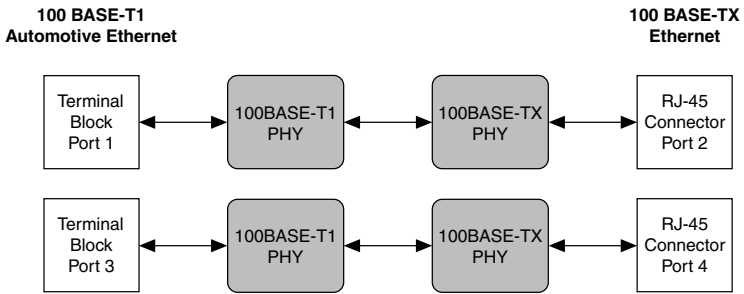 100 BASE-T1
Automotive Ethernet
100 BASE-TX
Ethernet
Terminal
Block
Port 1
100BASE-T1
PHY
100BASE-TX
PHY
RJ-45
Connector
Port 2
Terminal
Block
Port 3
100BASE-T1
PHY
100BASE-TX
PHY
RJ-45
Connector
Port 4